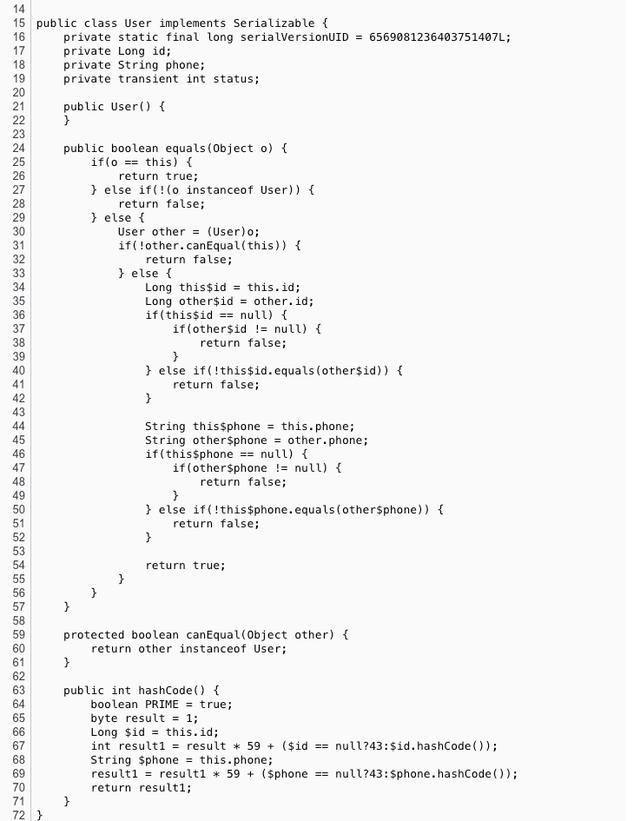 14
15 public class User implements Serializable {
16     private static final long serialVersionUID = 6569081236403751407L;
17     private Long id;
18     private String phone;
19     private transient int status;
20
21     public User() {
22     }
23
24     public boolean equals(Object o) {
25         if(o == this) {
26             return true;
27         } else if(!(o instanceof User)) {
28             return false;
29         } else {
30             User other = (User)o;
31             if(!other.canEqual(this)) {
32                 return false;
33             } else {
34                 Long this$id = this.id;
35                 Long other$id = other.id;
36                 if(this$id == null) {
37                     if(other$id != null) {
38                         return false;
39                     }
40                 } else if(!this$id.equals(other$id)) {
41                     return false;
42                 }
43
44                 String this$phone = this.phone;
45                 String other$phone = other.phone;
46                 if(this$phone == null) {
47                     if(other$phone != null) {
48                         return false;
49                     }
50                 } else if(!this$phone.equals(other$phone)) {
51                     return false;
52                 }
53
54                 return true;
55             }
56         }
57     }
58
59     protected boolean canEqual(Object other) {
60         return other instanceof User;
61     }
62
63     public int hashCode() {
64         boolean PRIME = true;
65         byte result = 1;
66         Long $id = this.id;
67         int result1 = result * 59 + ($id == null?43:$id.hashCode());
68         String $phone = this.phone;
69         result1 = result1 * 59 + ($phone == null?43:$phone.hashCode());
70         return result1;
71     }
72 }